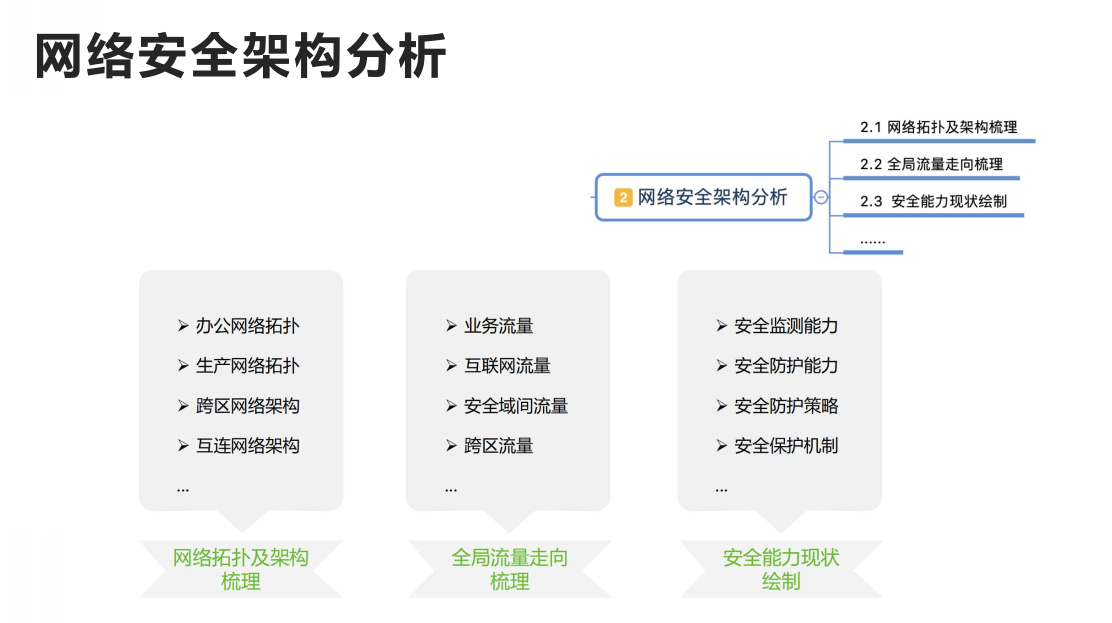 网络安全架构分析
2.1 网络拓扑及架构梳理
2.2 全局流量走向梳理
2 网络安全架构分析
2.3 安全能力现状绘制
......
➢ 办公网络拓扑
➢ 生产网络拓扑
➢ 跨区网络架构
➢ 互连网络架构
...
网络拓扑及架构
梳理
➢ 业务流量
➢ 互联网流量
➢ 安全域间流量
➢ 跨区流量
...
全局流量走向
梳理
➢ 安全监测能力
➢ 安全防护能力
➢ 安全防护策略
➢ 安全保护机制
...
安全能力现状
绘制